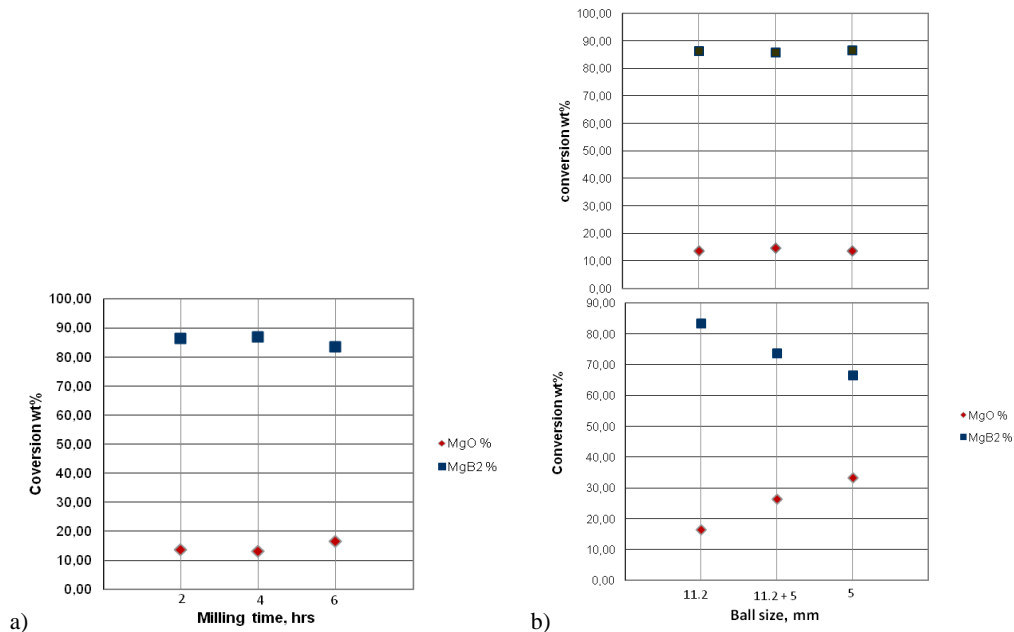 100,00
90,00
80,00
70,00
60,00
50,00
40,00
30,00
20,00
10,00
0,00
Coversion wt%
2 4 6
Milling time, hrs
MgO %
MgB2 %
a)
100,00
90,00
80,00
70,00
60,00
50,00
40,00
30,00
20,00
10,00
0,00
conversion wt%
90,00
80,00
70,00
60,00
50,00
40,00
30,00
20,00
10,00
0,00
Conversion wt%
11.2 11.2 + 5 5
Ball size, mm
MgO %
MgB2 %
b)